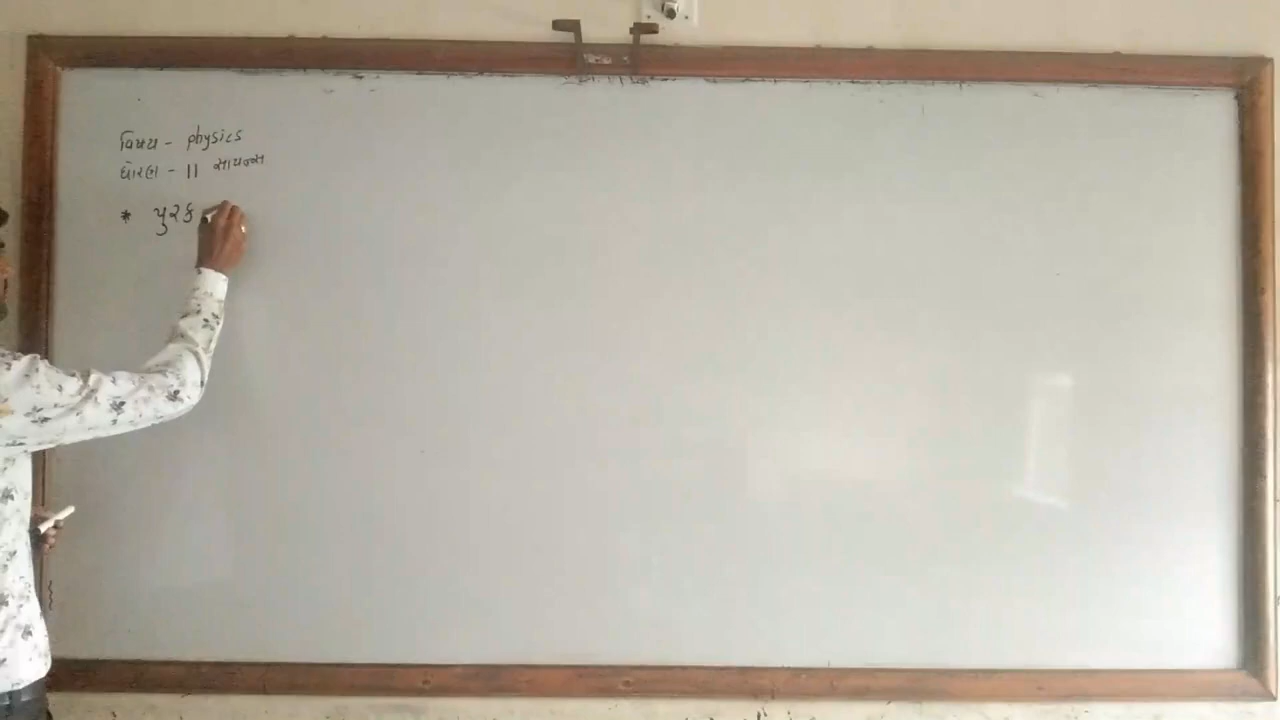 વિષય - physics
ધોરણ - 11 સાયન્સ
* પુરક